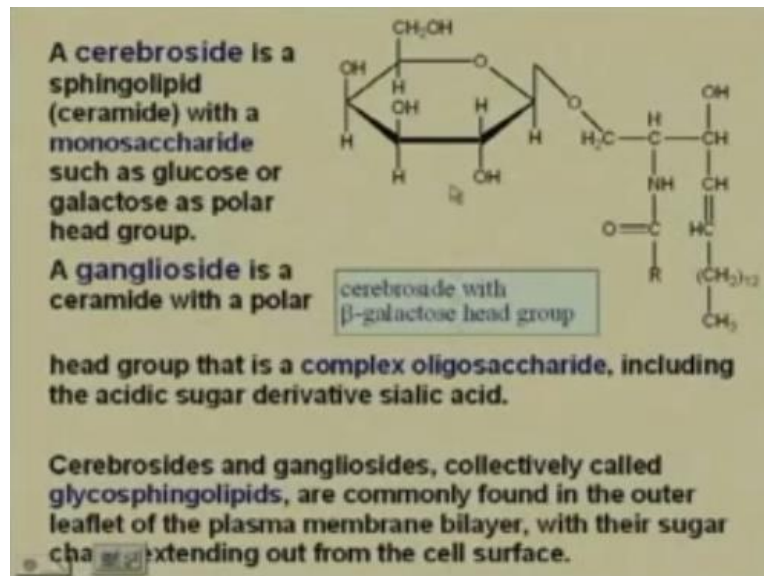 A cerebroside is a
sphingolipid
(ceramide) with a
monosaccharide
such as glucose or
galactose as polar
head group.
A ganglioside is a
ceramide with a polar
head group that is a complex oligosaccharide, including
the acidic sugar derivative sialic acid.
Cerebrosides and gangliosides, collectively called
glycosphingolipids, are commonly found in the outer
leaflet of the plasma membrane bilayer, with their sugar
extending out from the cell surface.
CH₂OH
OH
O
H
OH
H
H
H
H
OH
O
H₂C
H
C
OH
CH
NH
CH
O
C
HC
R
(CH₂)₁₂
CH₃
cerebroside with
β-galactose head group